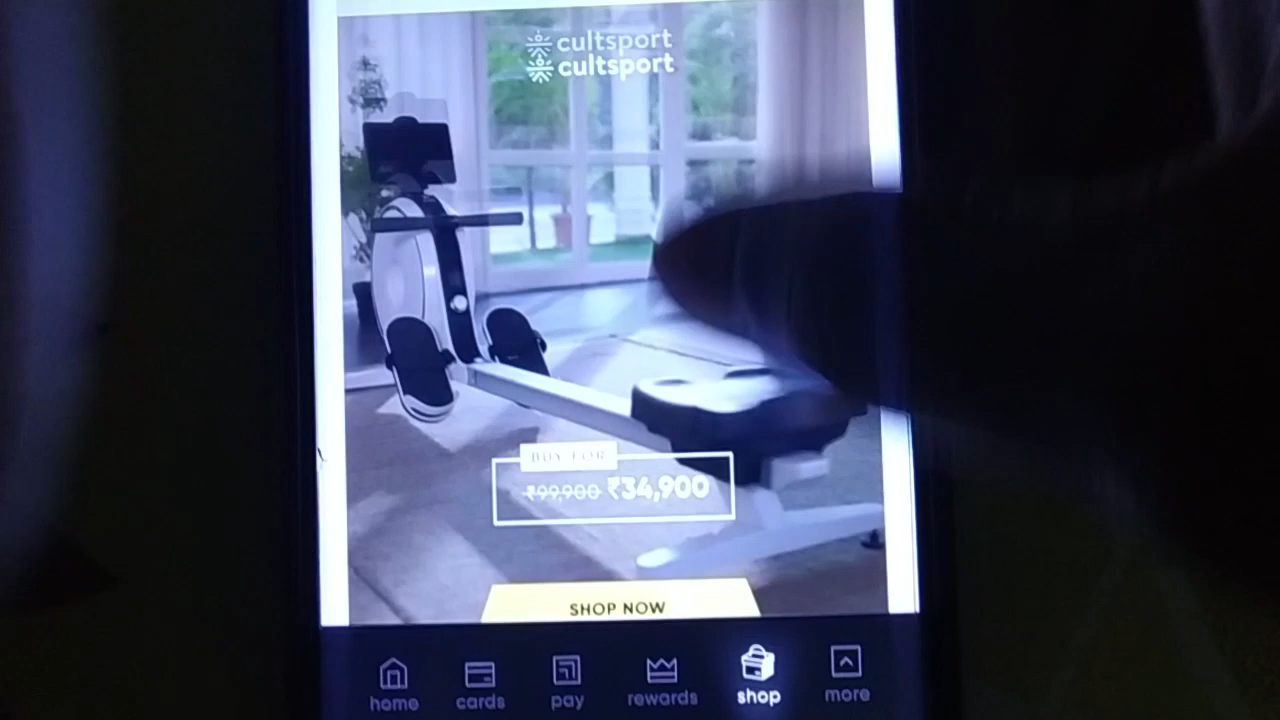 cultsport
cultsport
BUY FOR
₹99,900 ₹34,900
SHOP NOW
home cards pay rewards shop more